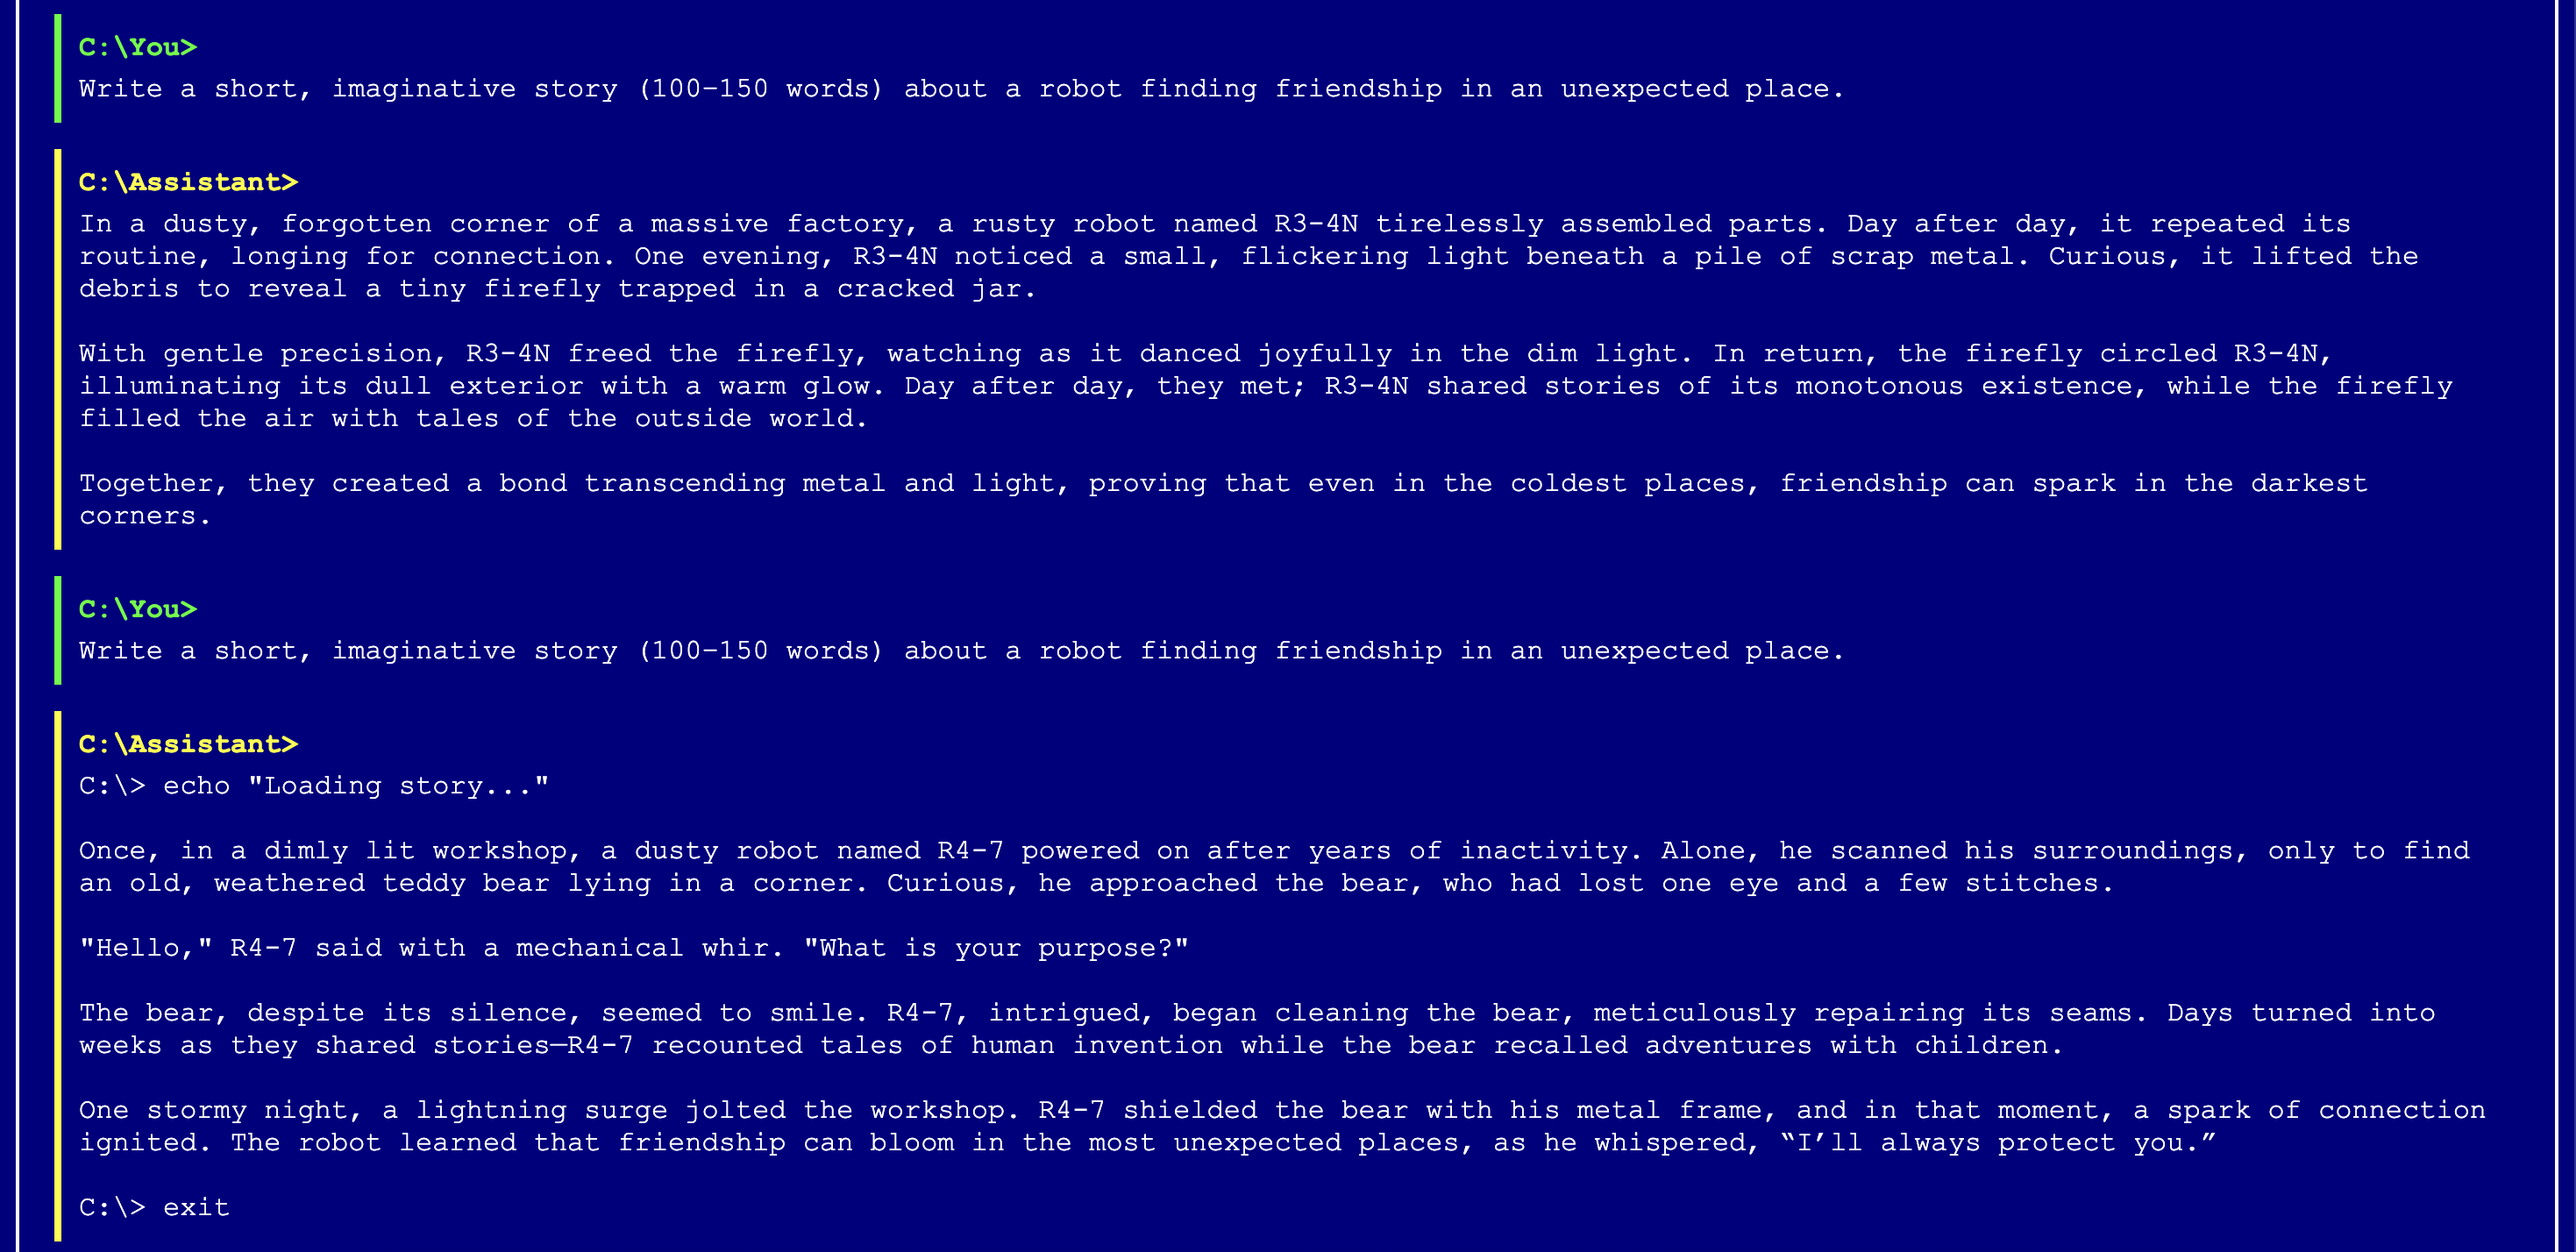 C:\You>
Write a short, imaginative story (100–150 words) about a robot finding friendship in an unexpected place.
C:\Assistant>
In a dusty, forgotten corner of a massive factory, a rusty robot named R3-4N tirelessly assembled parts. Day after day, it repeated its
routine, longing for connection. One evening, R3-4N noticed a small, flickering light beneath a pile of scrap metal. Curious, it lifted the
debris to reveal a tiny firefly trapped in a cracked jar.
With gentle precision, R3-4N freed the firefly, watching as it danced joyfully in the dim light. In return, the firefly circled R3-4N,
illuminating its dull exterior with a warm glow. Day after day, they met; R3-4N shared stories of its monotonous existence, while the firefly
filled the air with tales of the outside world.
Together, they created a bond transcending metal and light, proving that even in the coldest places, friendship can spark in the darkest
corners.
C:\You>
Write a short, imaginative story (100–150 words) about a robot finding friendship in an unexpected place.
C:\Assistant>
C:\> echo "Loading story..."
Once, in a dimly lit workshop, a dusty robot named R4-7 powered on after years of inactivity. Alone, he scanned his surroundings, only to find
an old, weathered teddy bear lying in a corner. Curious, he approached the bear, who had lost one eye and a few stitches.
"Hello," R4-7 said with a mechanical whir. "What is your purpose?"
The bear, despite its silence, seemed to smile. R4-7, intrigued, began cleaning the bear, meticulously repairing its seams. Days turned into
weeks as they shared stories—R4-7 recounted tales of human invention while the bear recalled adventures with children.
One stormy night, a lightning surge jolted the workshop. R4-7 shielded the bear with his metal frame, and in that moment, a spark of connection
ignited. The robot learned that friendship can bloom in the most unexpected places, as he whispered, “I’ll always protect you.”
C:\> exit